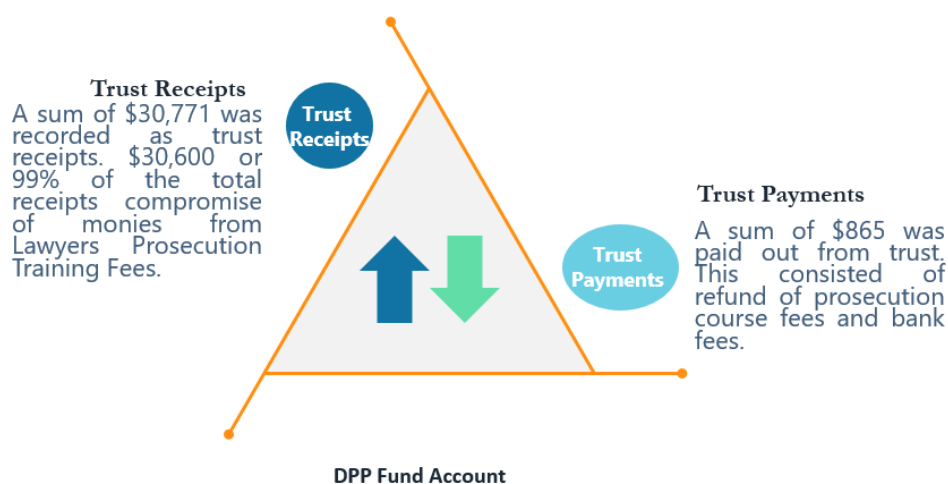 Trust Receipts
A sum of $30,771 was
recorded as trust
receipts. $30,600 or
99% of the total
receipts compromise
of monies from
Lawyers Prosecution
Training Fees.
Trust
Receipts
Trust Payments
A sum of $865 was
paid out from trust.
This consisted of
refund of prosecution
course fees and bank
fees.
Trust
Payments
DPP Fund Account